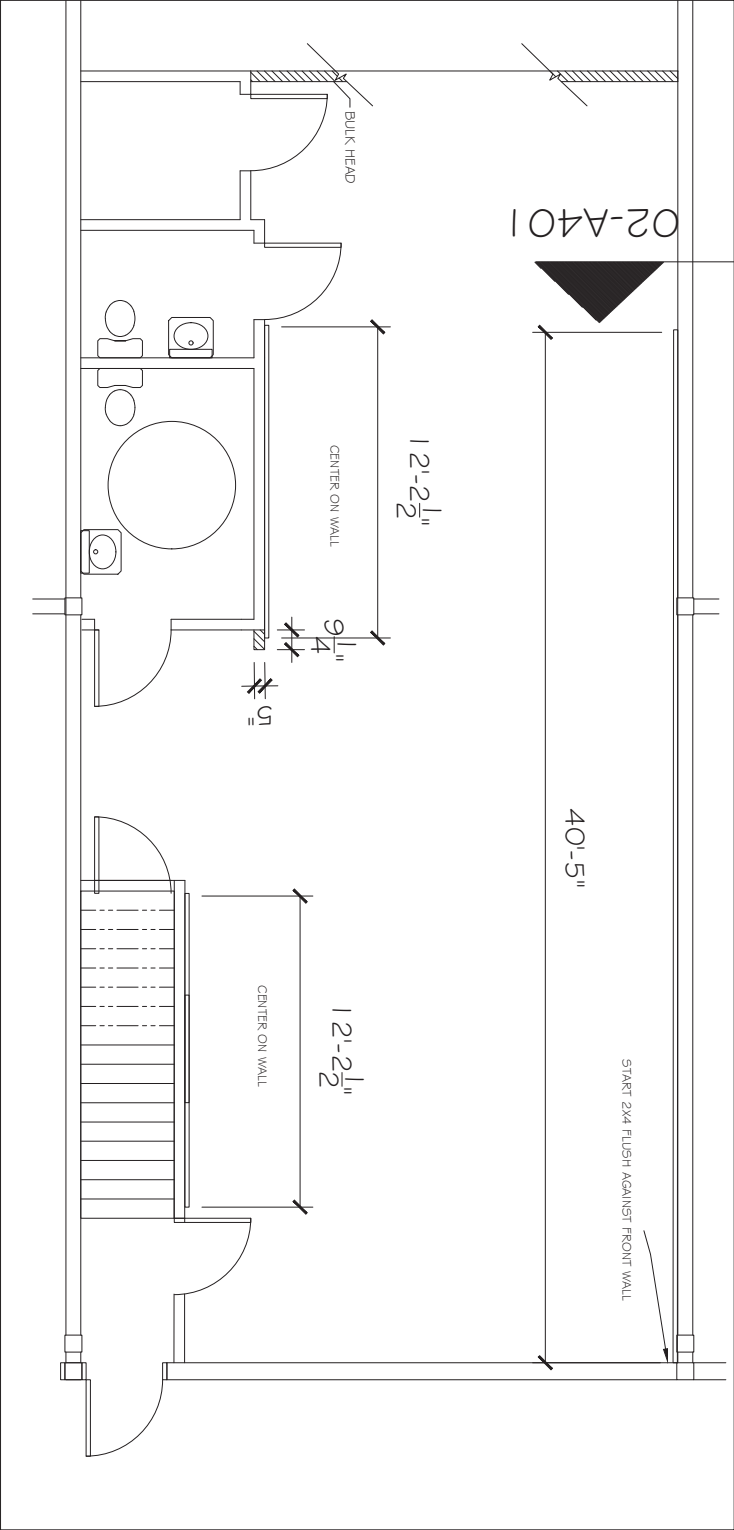 BULK HEAD
02-A401
12'-2 1/2"
CENTER ON WALL
9 1/4"
5"
40'-5"
12'-2 1/2"
CENTER ON WALL
START 2X4 FLUSH AGAINST FRONT WALL